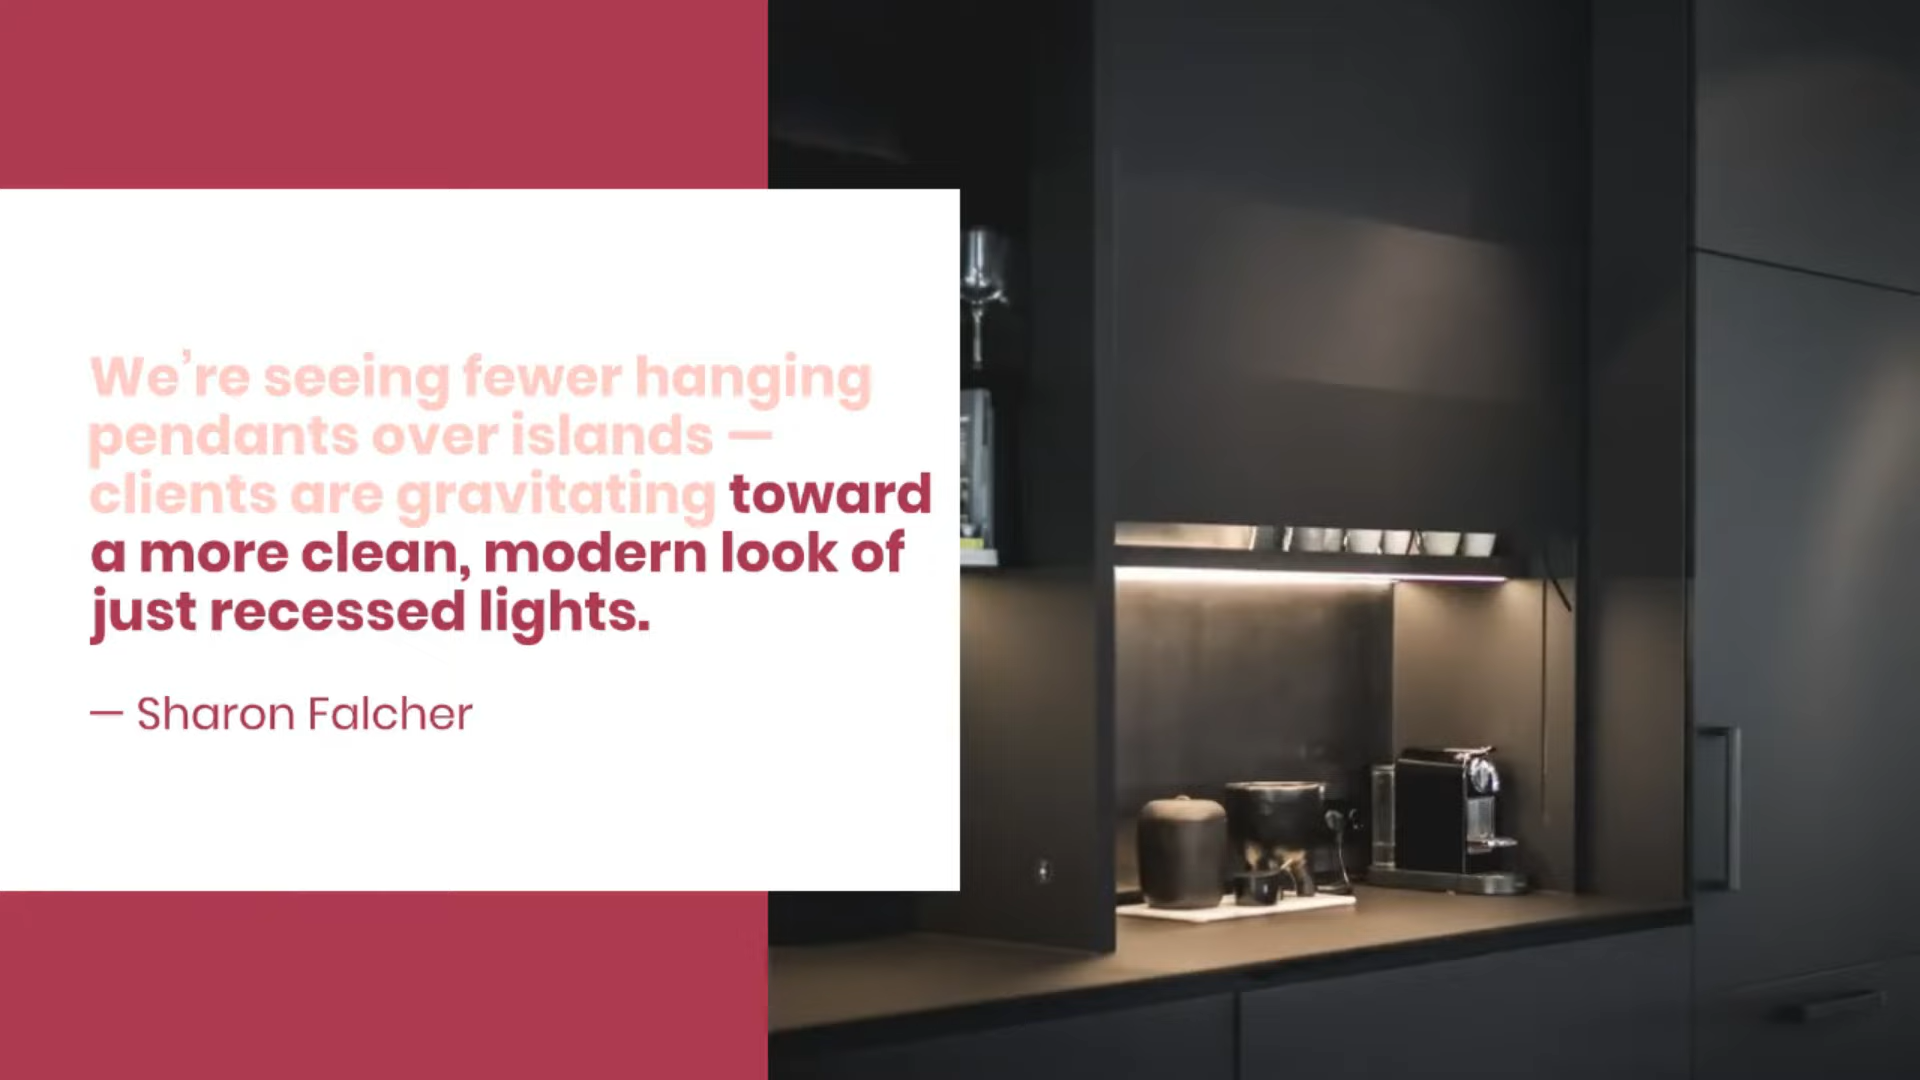 We’re seeing fewer hanging
pendants over islands —
clients are gravitating toward
a more clean, modern look of
just recessed lights.
— Sharon Falcher